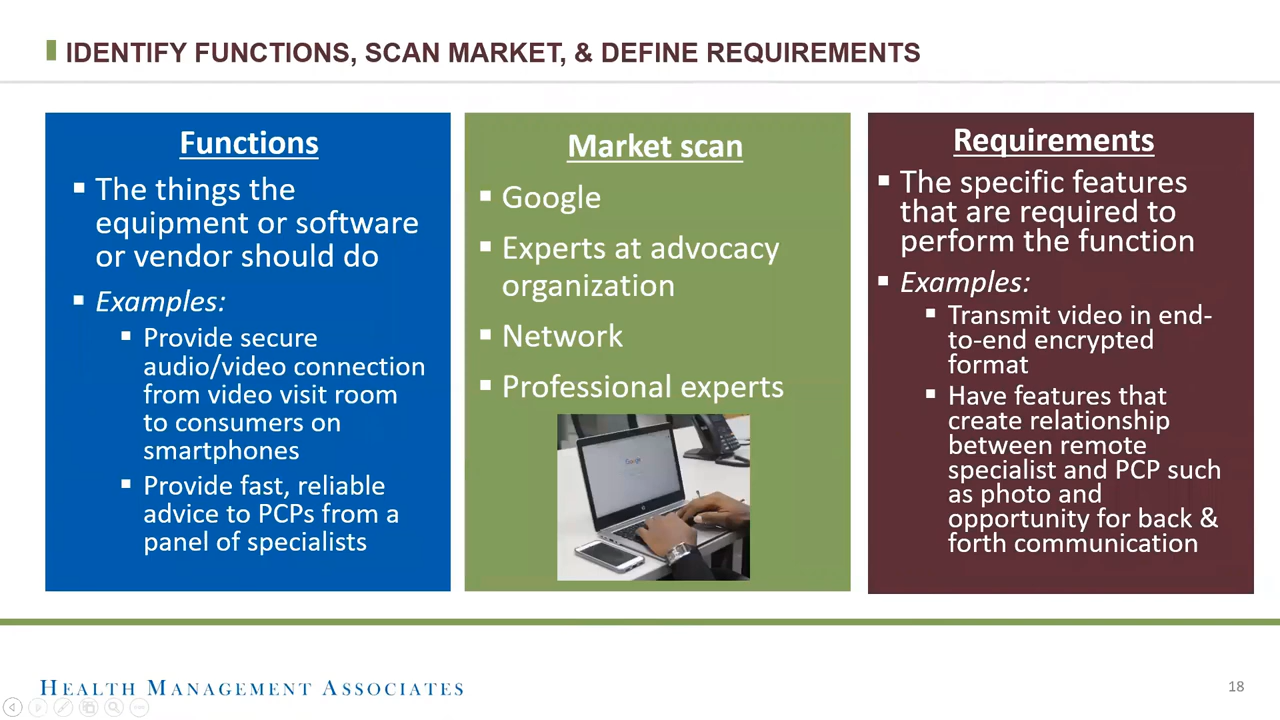 IDENTIFY FUNCTIONS, SCAN MARKET, & DEFINE REQUIREMENTS
Functions
▪ The things the
equipment or software
or vendor should do
▪ Examples:
▪ Provide secure
audio/video connection
from video visit room
to consumers on
smartphones
▪ Provide fast, reliable
advice to PCPs from a
panel of specialists
Market scan
▪ Google
▪ Experts at advocacy
organization
▪ Network
▪ Professional experts
Google
Requirements
▪ The specific features
that are required to
perform the function
▪ Examples:
▪ Transmit video in end-
to-end encrypted
format
▪ Have features that
create relationship
between remote
specialist and PCP such
as photo and
opportunity for back &
forth communication
HEALTH MANAGEMENT ASSOCIATES
18